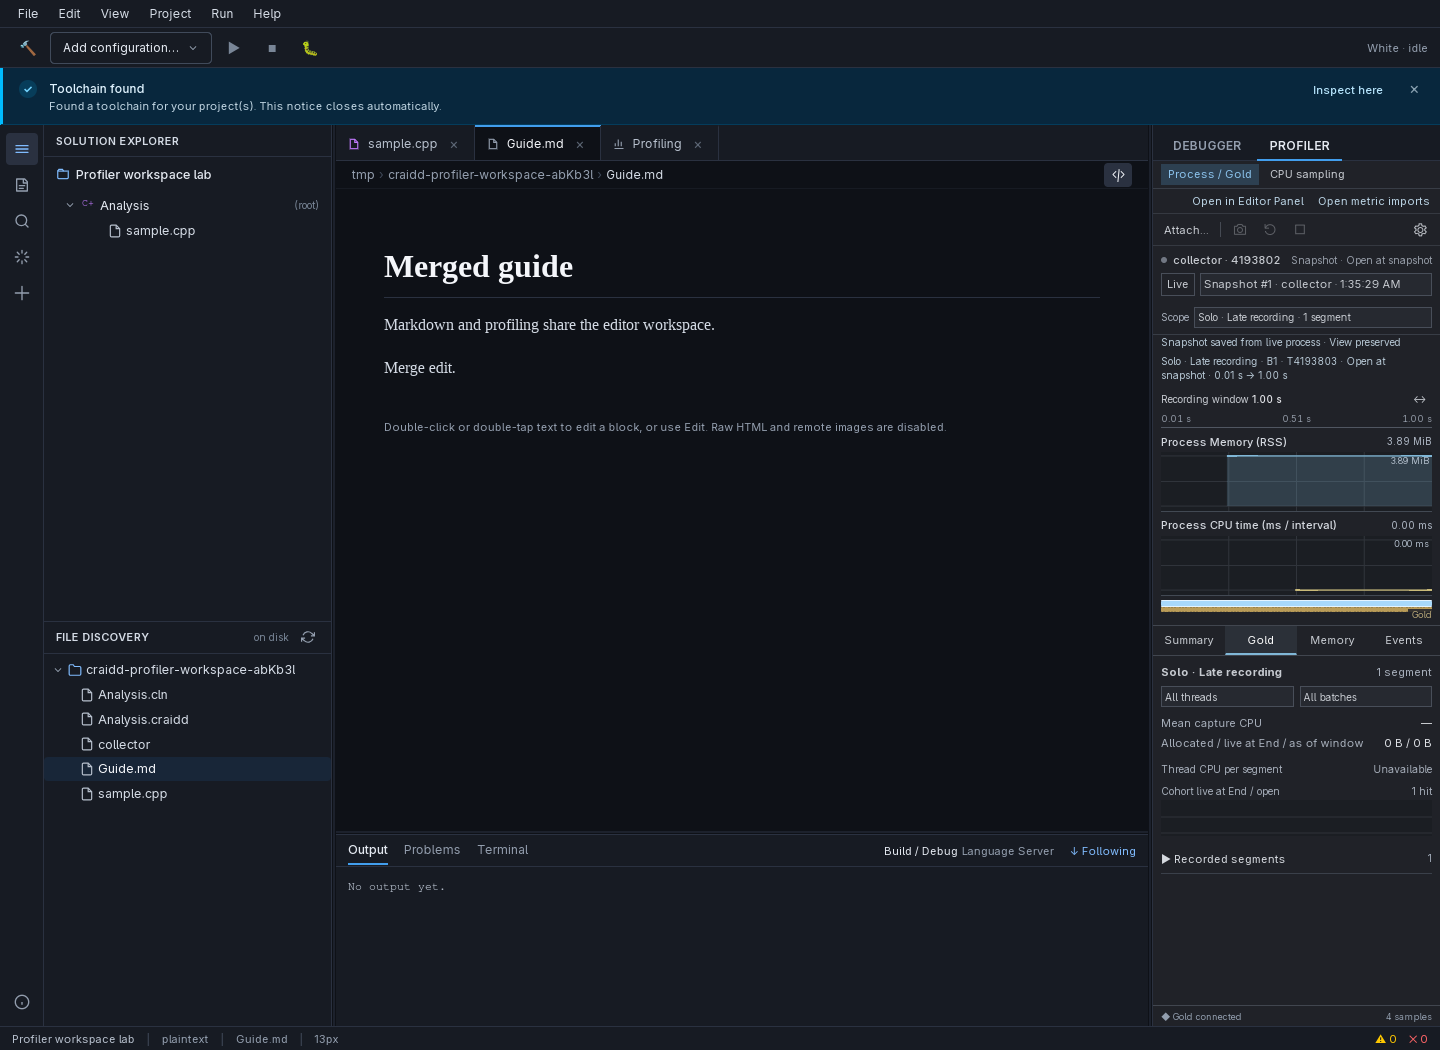 File Edit View Project Run Help
Add configuration...
White · idle
Toolchain found
Found a toolchain for your project(s). This notice closes automatically.
Inspect here
SOLUTION EXPLORER
Profiler workspace lab
C+ Analysis (root)
sample.cpp
FILE DISCOVERY on disk
craidd-profiler-workspace-abKb3l
Analysis.cln
Analysis.craidd
collector
Guide.md
sample.cpp
sample.cpp × Guide.md × Profiling ×
tmp › craidd-profiler-workspace-abKb3l › Guide.md
Merged guide
Markdown and profiling share the editor workspace.
Merge edit.
Double-click or double-tap text to edit a block, or use Edit. Raw HTML and remote images are disabled.
Output Problems Terminal
Build / Debug Language Server ↓ Following
No output yet.
DEBUGGER PROFILER
Process / Gold CPU sampling
Open in Editor Panel Open metric imports
Attach...
collector · 4193802 Snapshot · Open at snapshot
Live Snapshot #1 · collector · 1:35:29 AM
Scope Solo · Late recording · 1 segment
Snapshot saved from live process · View preserved
Solo · Late recording · B1 · T4193803 · Open at
snapshot · 0.01 s → 1.00 s
Recording window 1.00 s ↔
0.01 s 0.51 s 1.00 s
Process Memory (RSS) 3.89 MiB
3.89 MiB
Process CPU time (ms / interval) 0.00 ms
0.00 ms
Gold
Summary Gold Memory Events
Solo · Late recording 1 segment
All threads All batches
Mean capture CPU —
Allocated / live at End / as of window 0 B / 0 B
Thread CPU per segment Unavailable
Cohort live at End / open 1 hit
▶ Recorded segments 1
◆ Gold connected 4 samples
Profiler workspace lab | plaintext | Guide.md | 13px
⚠ 0 × 0